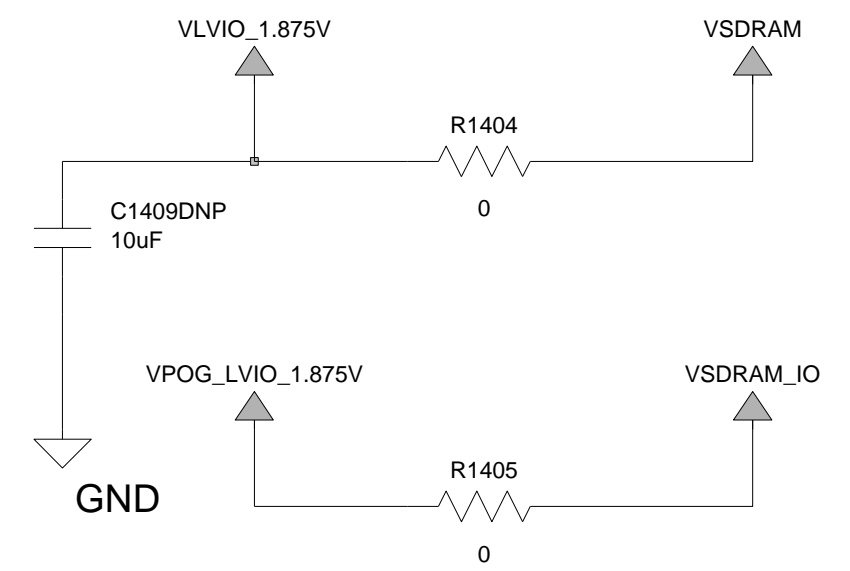 VLVIO_1.875V
VSDRAM
R1404
0
C1409DNP
10uF
VPOG_LVIO_1.875V
VSDRAM_IO
GND
R1405
0